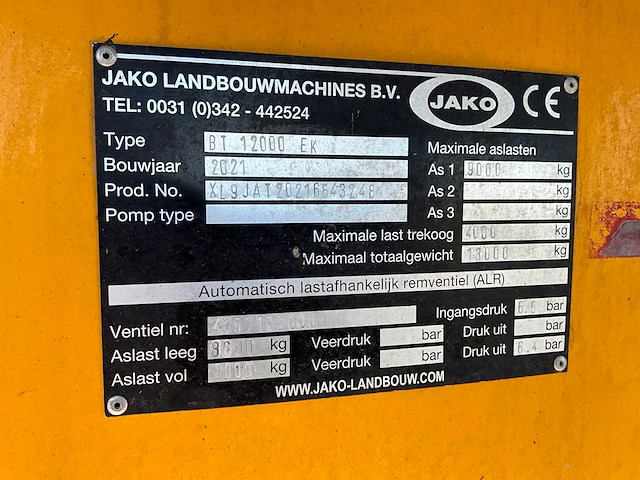 JAKO LANDBOUWMACHINES B.V.
JAKO
CE
TEL: 0031 (0)342 - 442524
Type BT 12000 EK
Bouwjaar 2021
Prod. No.
Pomp type
Maximale aslasten
As 1 9000 kg
As 2 kg
As 3 kg
Maximale last trekoog 4000 kg
Maximaal totaalgewicht 13000 kg
Automatisch lastafhankelijk remventiel (ALR)
Ventiel nr: Ingangsdruk bar
Aslast leeg kg Veerdruk bar Druk uit bar
Aslast vol kg Veerdruk bar Druk uit 6.4 bar
WWW.JAKO-LANDBOUW.COM